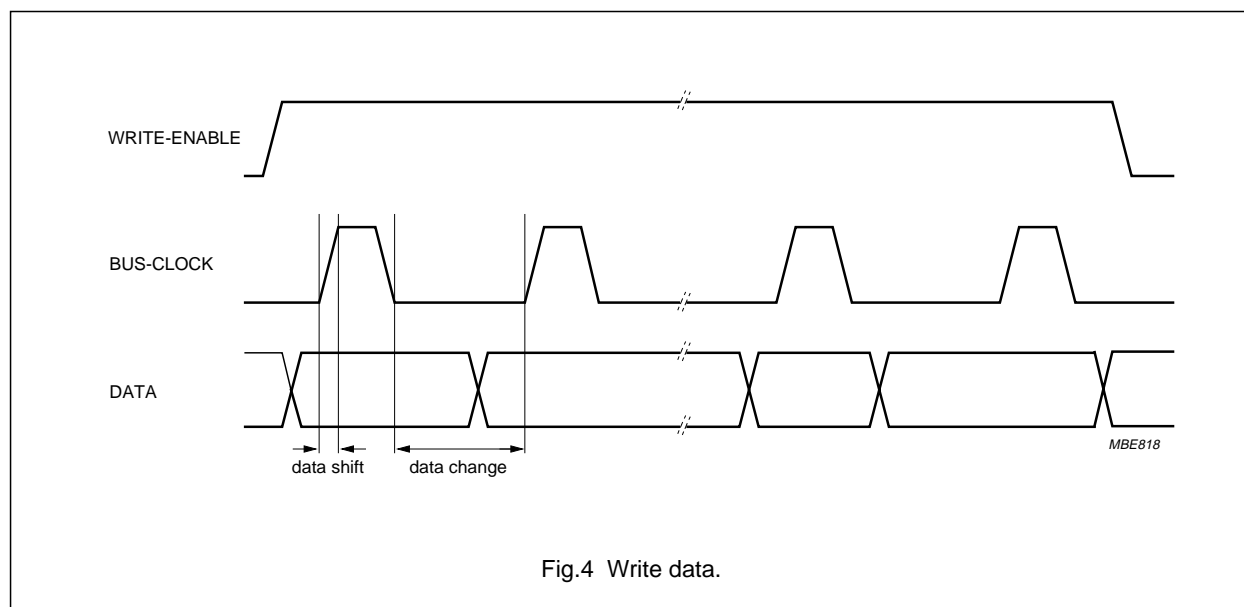 WRITE-ENABLE
BUS-CLOCK
DATA
MBE818
data shift
data change
Fig.4 Write data.